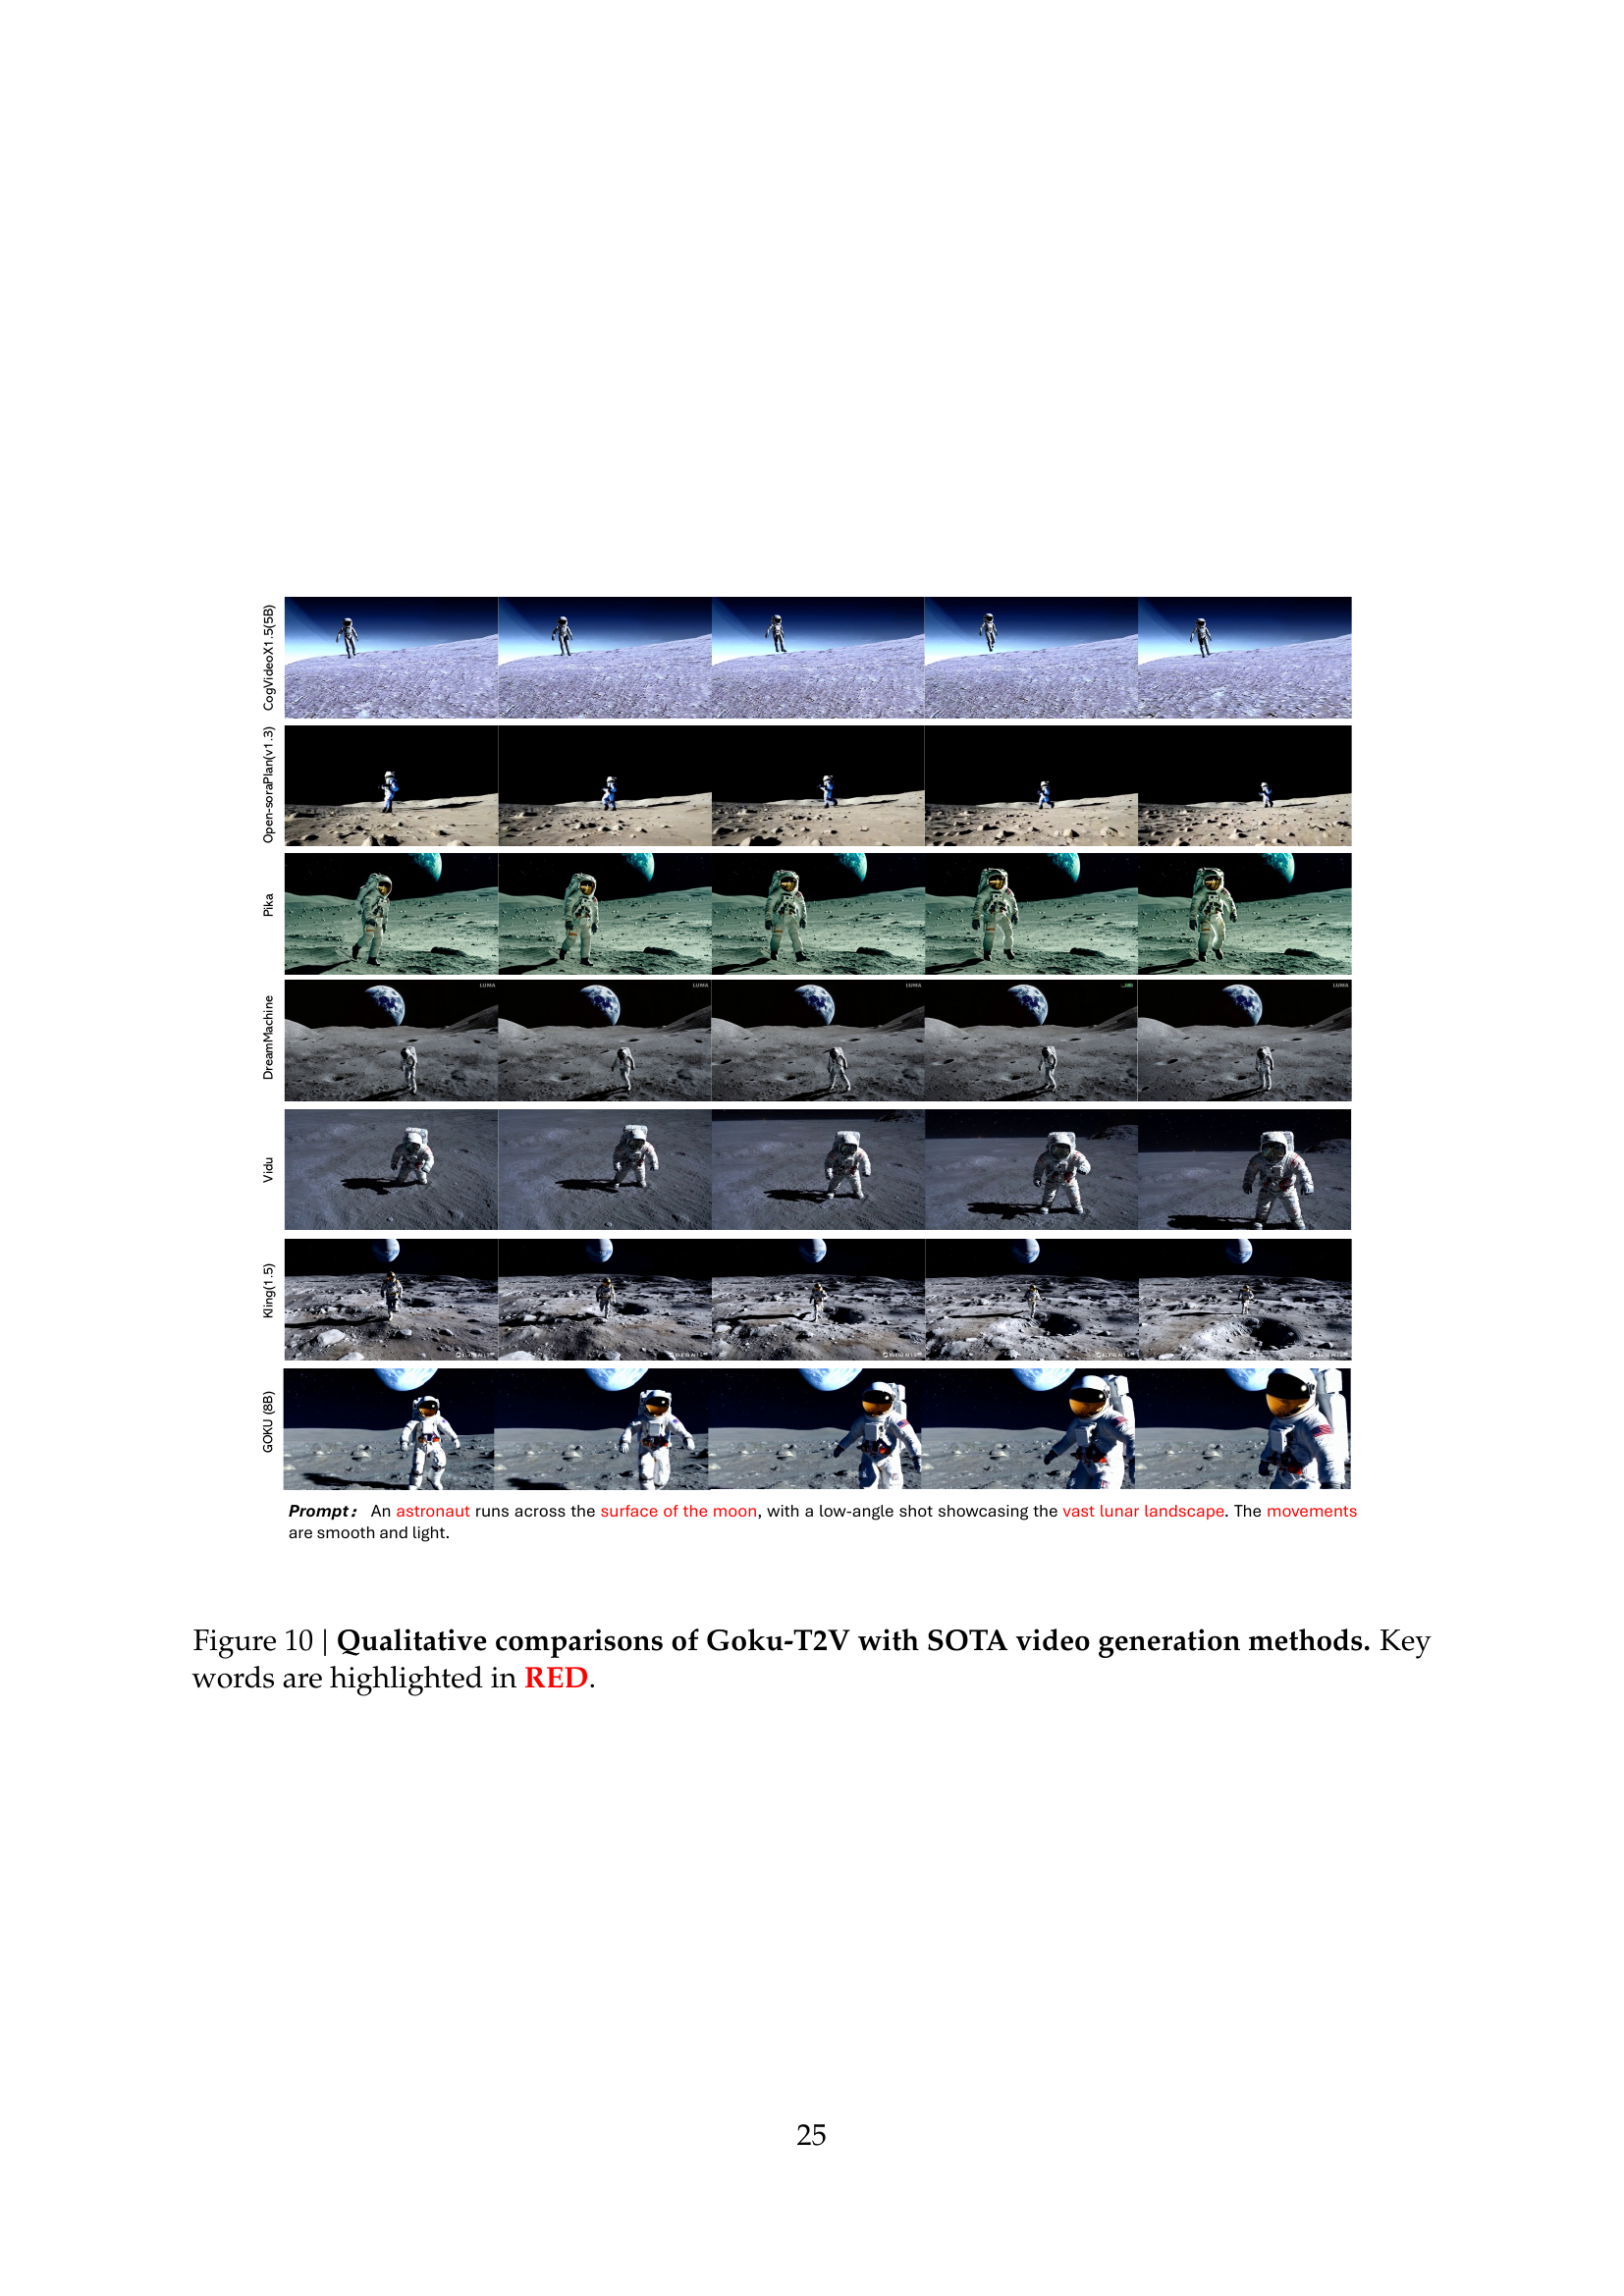 CogVideoX1.5(5B)
Open-soraPlan(v1.3)
Pika
LUMA LUMA LUMA LUMA
DreamMachine
Vidu
Kling(1.5)
GOKU (8B)
Prompt: An astronaut runs across the surface of the moon, with a low-angle shot showcasing the vast lunar landscape. The movements
are smooth and light.
Figure 10 | Qualitative comparisons of Goku-T2V with SOTA video generation methods. Key
words are highlighted in RED.
25